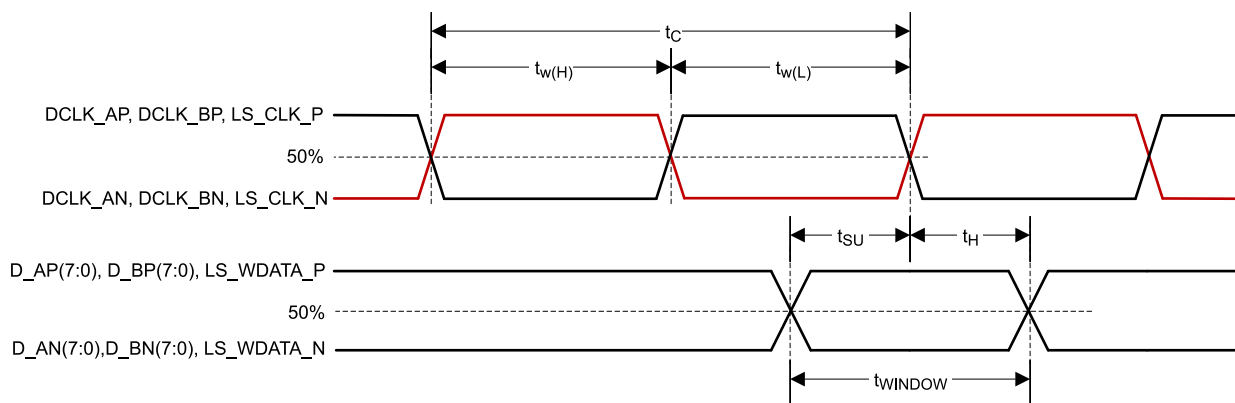 tC
tw(H)
tw(L)
DCLK_AP, DCLK_BP, LS_CLK_P
50%
DCLK_AN, DCLK_BN, LS_CLK_N
tSU
tH
D_AP(7:0), D_BP(7:0), LS_WDATA_P
50%
D_AN(7:0),D_BN(7:0), LS_WDATA_N
tWINDOW